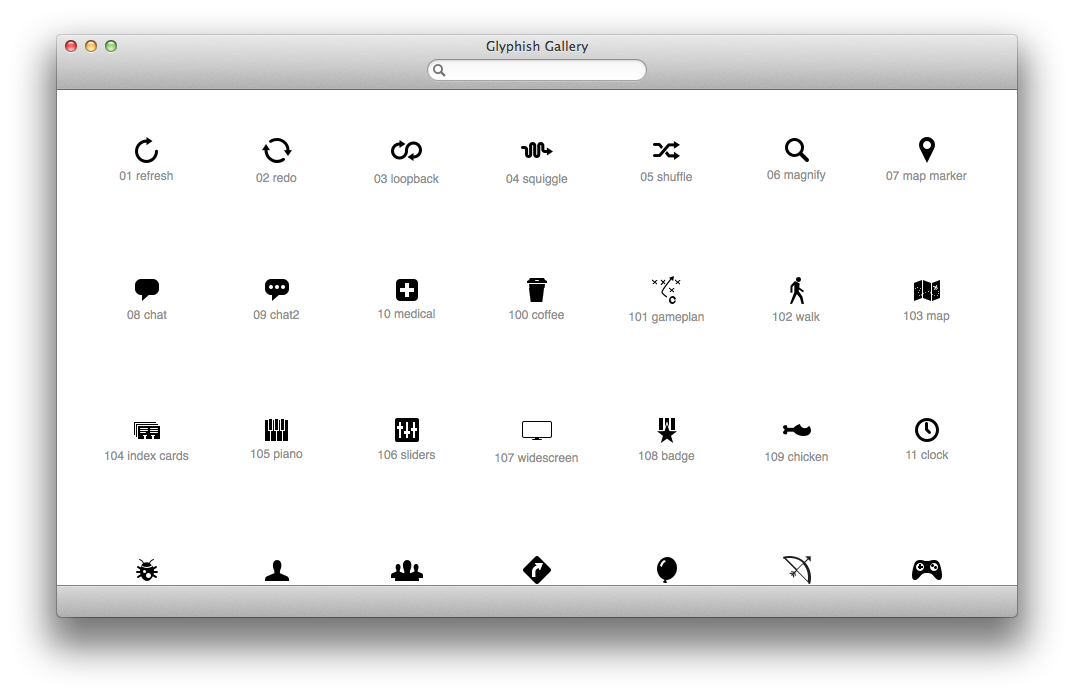 Glyphish Gallery
01 refresh
02 redo
03 loopback
04 squiggle
05 shuffle
06 magnify
07 map marker
08 chat
09 chat2
10 medical
100 coffee
101 gameplan
102 walk
103 map
104 index cards
105 piano
106 sliders
107 widescreen
108 badge
109 chicken
11 clock